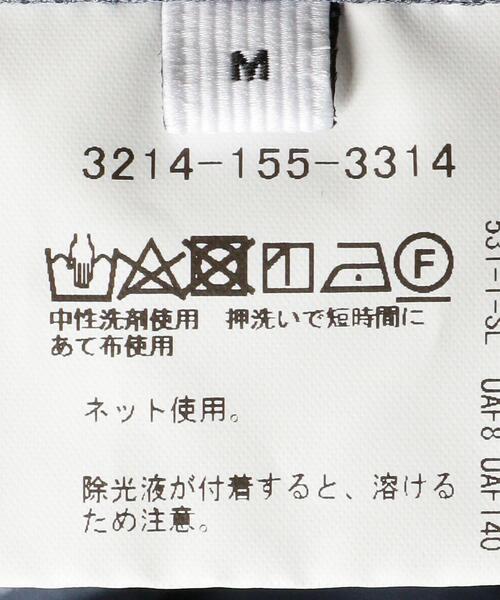 M
3214-155-3314
F
中性洗剤使用　押洗いで短時間に
あて布使用
ネット使用。
除光液が付着すると、溶ける
ため注意。
UAF8 UAF140